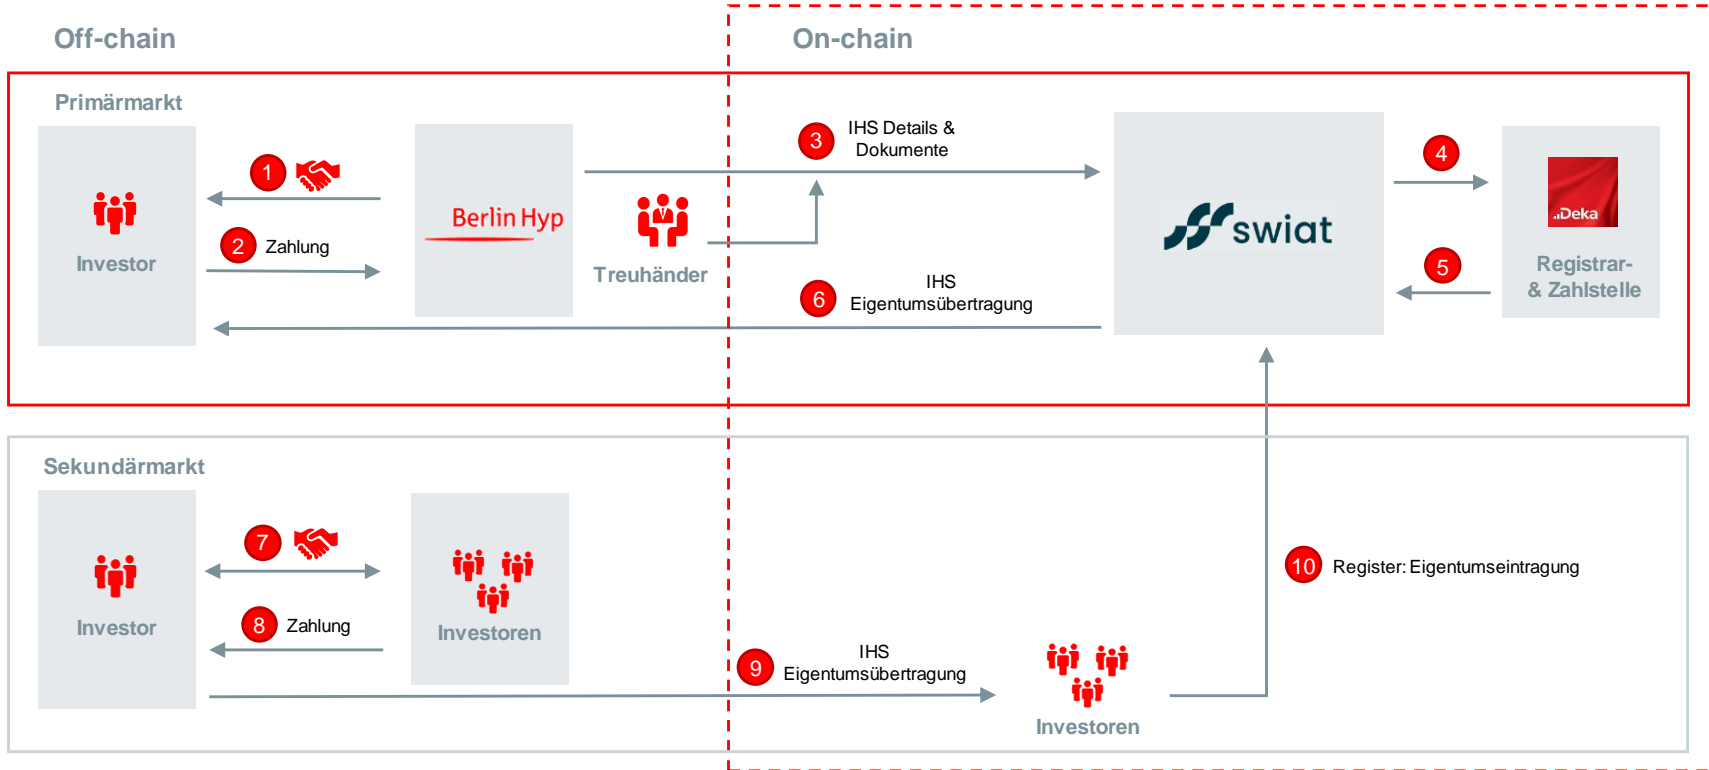 Off-chain
On-chain
Primärmarkt
1
3
IHS Details &
Dokumente
4
Berlin Hyp
swiat
.Deka
2
Zahlung
Investor
Treuhänder
5
Registrar-
& Zahlstelle
6
IHS
Eigentumsübertragung
Sekundärmarkt
7
10
Register: Eigentumseintragung
8
Zahlung
Investor
Investoren
9
IHS
Eigentumsübertragung
Investoren